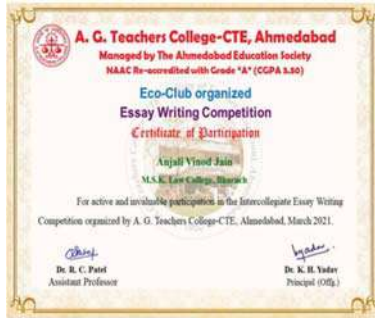 A. G. Teachers College-CTE, Ahmedabad
Managed by The Ahmedabad Education Society
NAAC Re-accredited with Grade "A" (CGPA 3.30)
Eco-Club organized
Essay Writing Competition
Certificate of Participation
Anjali Vinod Jain
M.S.K. Law College, Bharuch
For active and invaluable participation in the Intercollegiate Essay Writing
Competition organized by A. G. Teachers College-CTE, Ahmedabad, March 2021.
Dr. R. C. Patel
Assistant Professor
Dr. K. H. Yadav
Principel (Offg.)